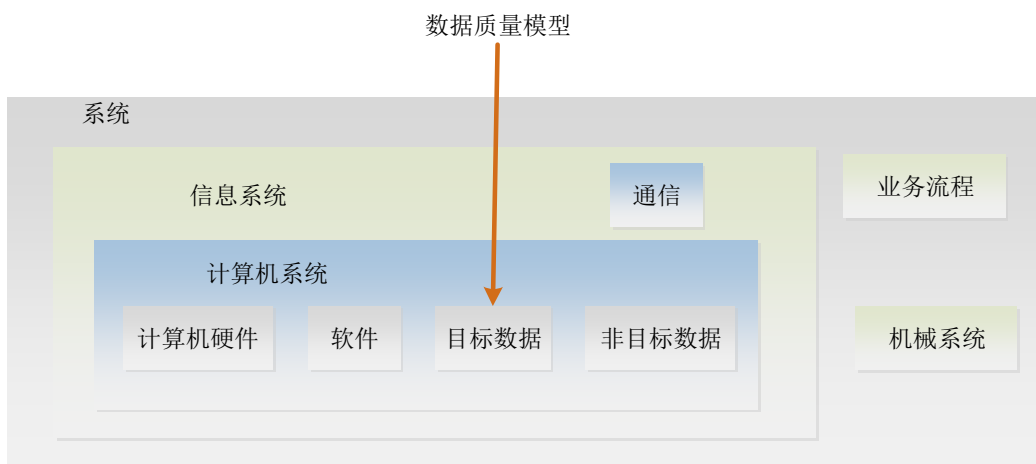 数据质量模型
系统
信息系统
通信
业务流程
计算机系统
计算机硬件
软件
目标数据
非目标数据
机械系统